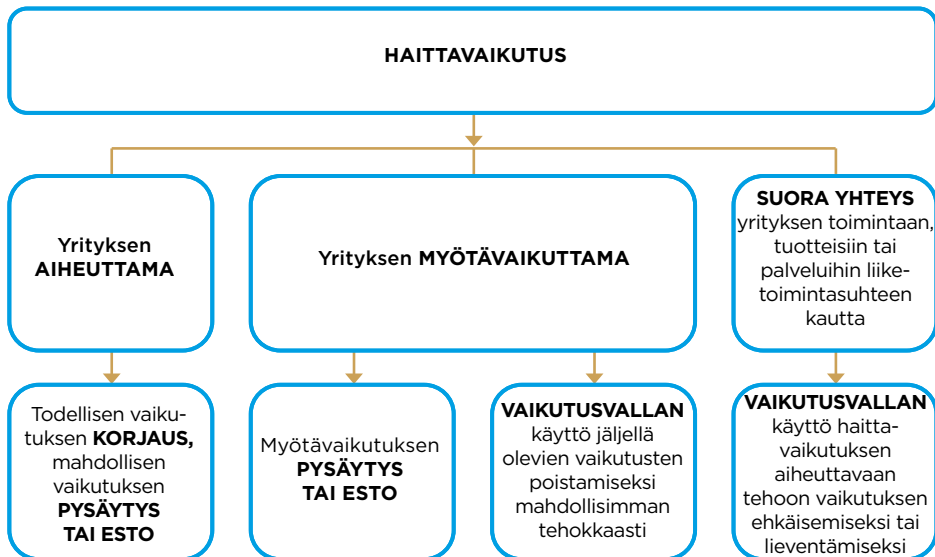 HAITTAVAIKUTUS
Yrityksen
AIHEUTTAMA
Yrityksen MYÖTÄVAIKUTTAMA
SUORA YHTEYS
yrityksen toimintaan,
tuotteisiin tai
palveluihin liike-
toimintasuhteen
kautta
Todellisen vaiku-
tuksen KORJAUS,
mahdollisen
vaikutuksen
PYSÄYTYS
TAI ESTO
Myötävaikutuksen
PYSÄYTYS
TAI ESTO
VAIKUTUSVALLAN
käyttö jäljellä
olevien vaikutusten
poistamiseksi
mahdollisimman
tehokkaasti
VAIKUTUSVALLAN
käyttö haitta-
vaikutuksen
aiheuttavaan
tehoon vaikutuksen
ehkäisemiseksi tai
lieventämiseksi